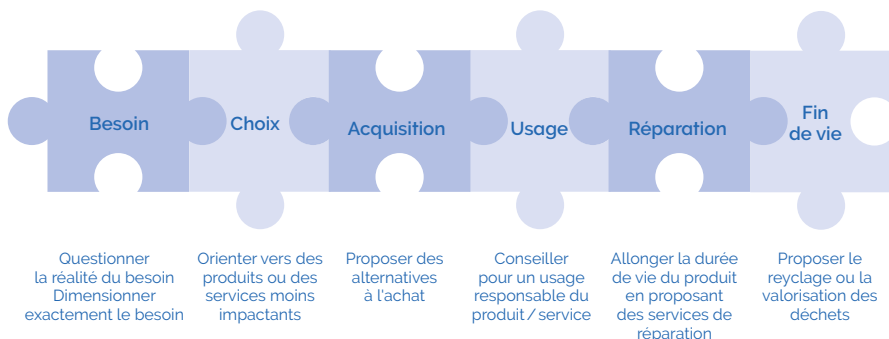 Besoin
Choix
Acquisition
Usage
Réparation
Fin
de vie
Questionner
la réalité du besoin
Dimensionner
exactement le besoin
Orienter vers des
produits ou des
services moins
impactants
Proposer des
alternatives
à l'achat
Conseiller
pour un usage
responsable du
produit / service
Allonger la durée
de vie du produit
en proposant
des services de
réparation
Proposer le
reyclage ou la
valorisation des
déchets